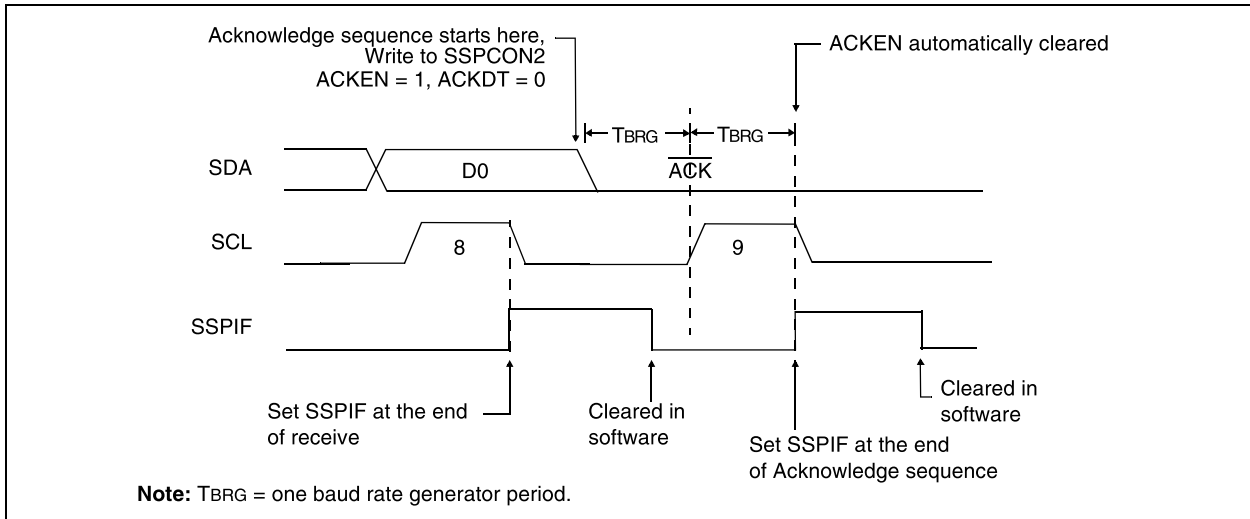 Acknowledge sequence starts here,
Write to SSPCON2
ACKEN = 1, ACKDT = 0
ACKEN automatically cleared
TBRG
TBRG
SDA
D0
ACK
SCL
8
9
SSPIF
Set SSPIF at the end
of receive
Cleared in
software
Set SSPIF at the end
of Acknowledge sequence
Cleared in
software
Note: TBRG = one baud rate generator period.